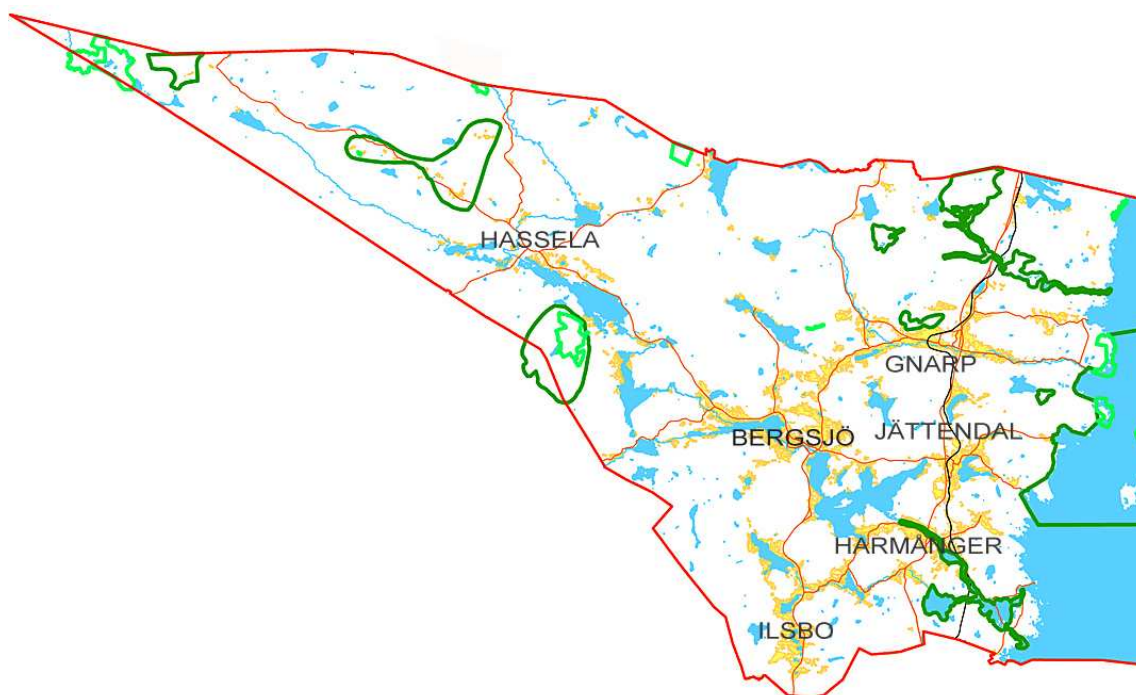 HASSELA
GNARP
BERGSJÖ
JÄTTENDAL
HARMÅNGER
ILSBO